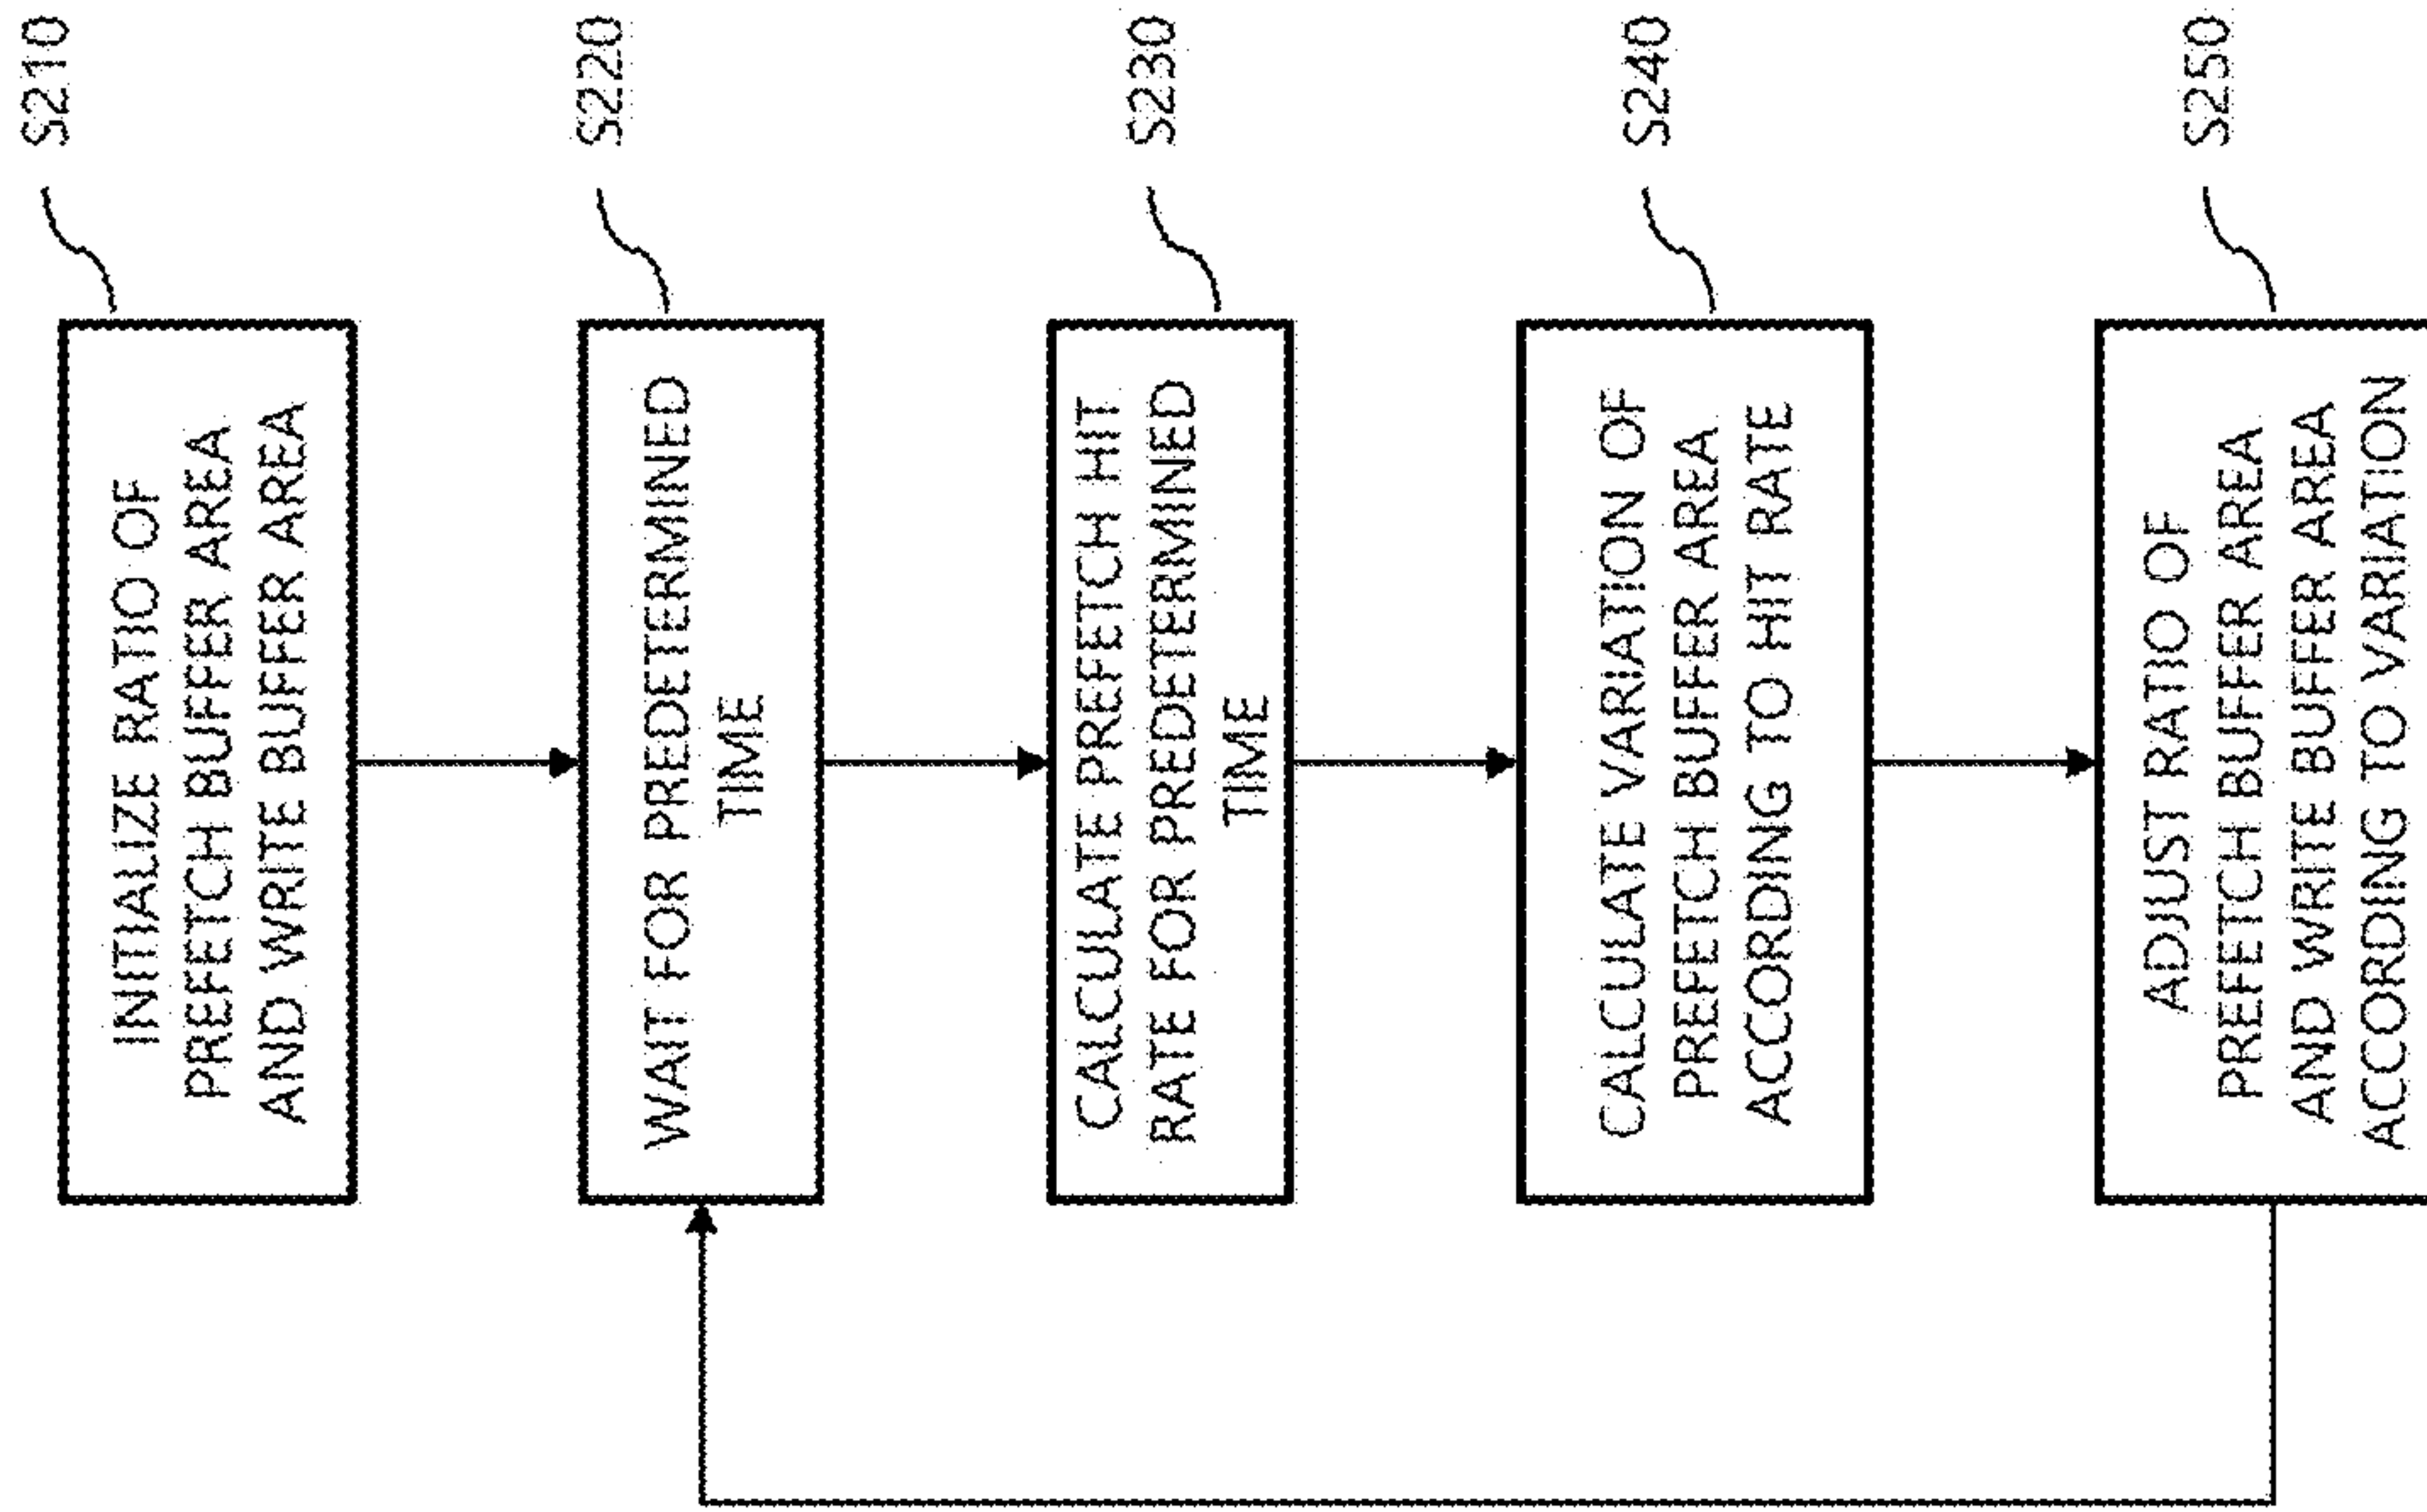 INITIALIZE RATIO OF
PREFETCH BUFFER AREA
AND WRITE BUFFER AREA
S210
WAIT FOR PREDETERMINED
TIME
S220
CALCULATE PREFETCH HIT
RATE FOR PREDETERMINED
TIME
S230
CALCULATE VARIATION OF
PREFETCH BUFFER AREA
ACCORDING TO HIT RATE
S240
ADJUST RATIO OF
PREFETCH BUFFER AREA
AND WRITE BUFFER AREA
ACCORDING TO VARIATION
S250